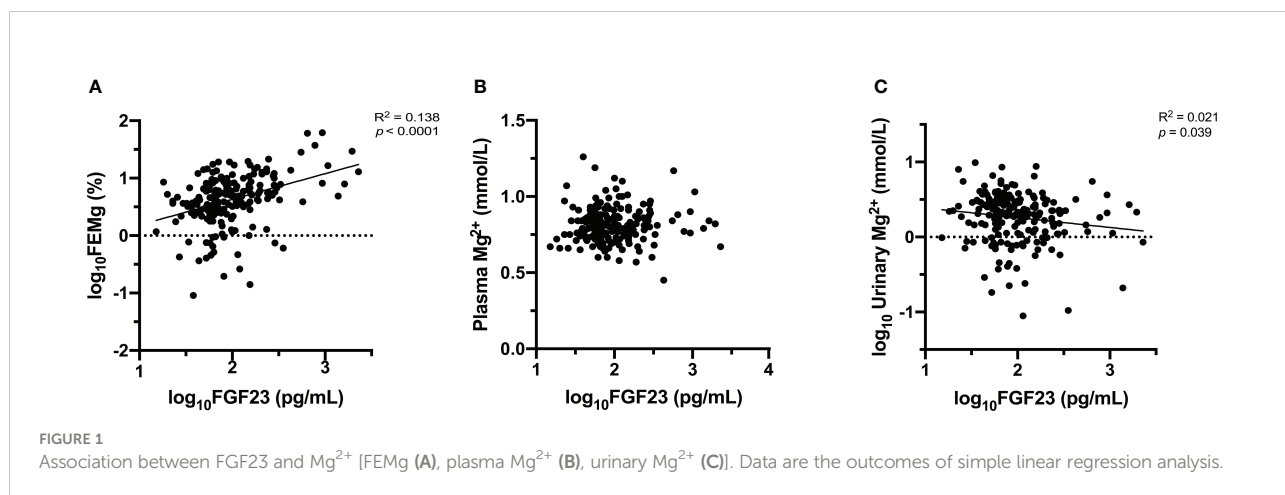 A
R² = 0.138
p < 0.0001
2
1
0
-1
-2
log₁₀FEMg (%)
1
2
3
log₁₀FGF23 (pg/mL)
B
1.5
1.0
0.5
0.0
Plasma Mg²⁺ (mmol/L)
1
2
3
4
log₁₀FGF23 (pg/mL)
C
R² = 0.021
p = 0.039
1
0
-1
log₁₀ Urinary Mg²⁺ (mmol/L)
1
2
3
log₁₀FGF23 (pg/mL)
FIGURE 1
Association between FGF23 and Mg²⁺ [FEMg (A), plasma Mg²⁺ (B), urinary Mg²⁺ (C)]. Data are the outcomes of simple linear regression analysis.